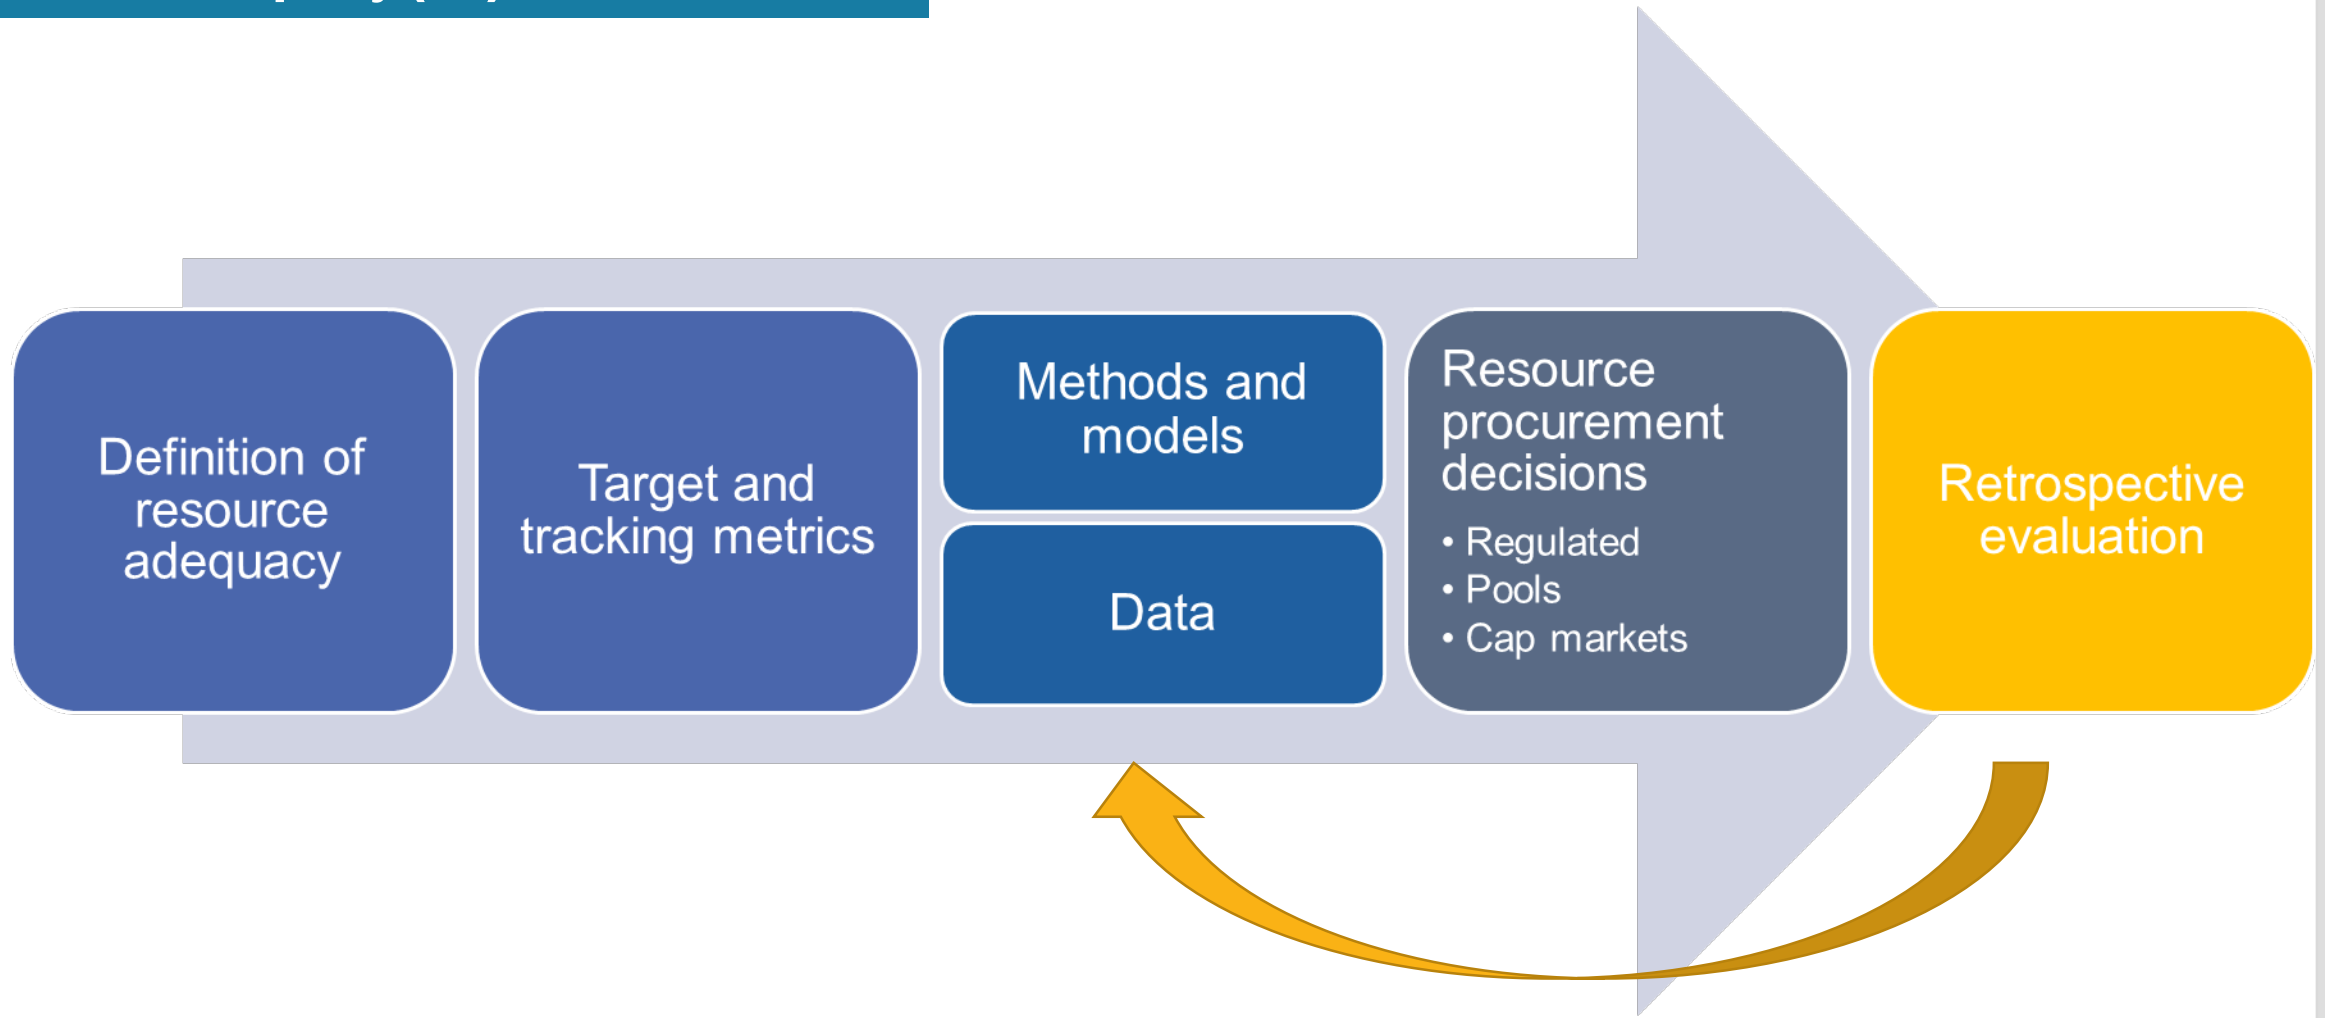 Definition of
resource
adequacy
Target and
tracking metrics
Methods and
models
Data
Resource
procurement
decisions
• Regulated
• Pools
• Cap markets
Retrospective
evaluation